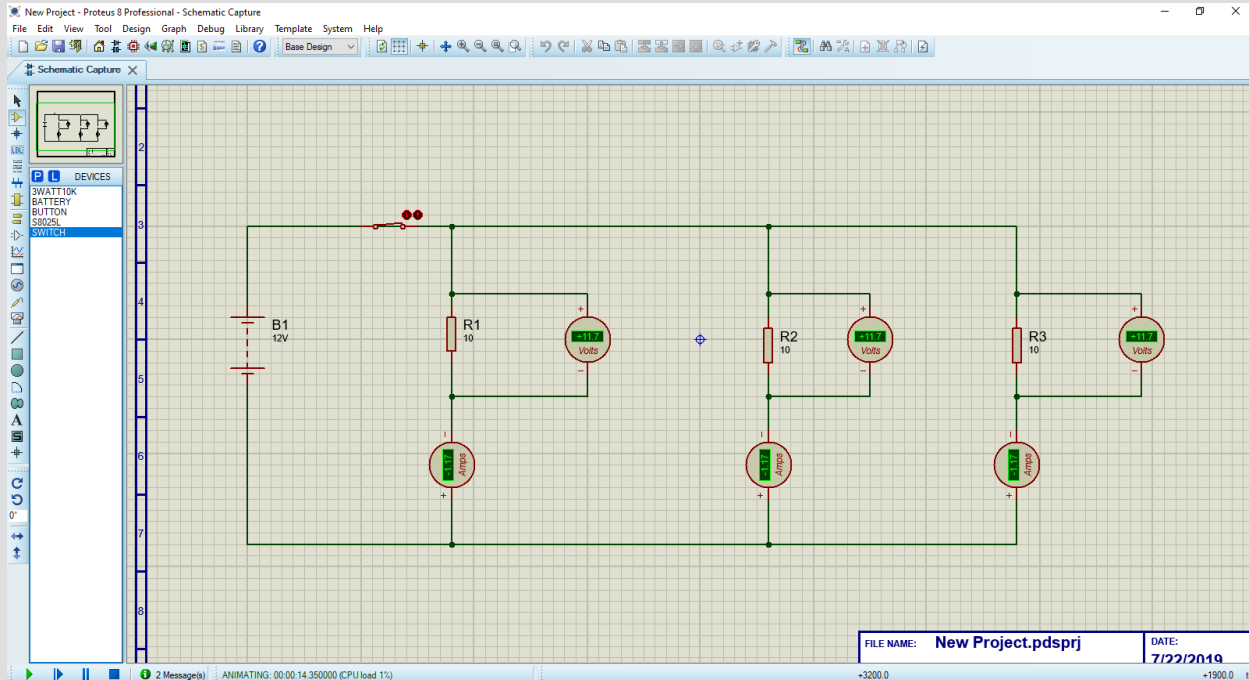 New Project - Proteus 8 Professional - Schematic Capture
File Edit View Tool Design Graph Debug Library Template System Help
Base Design
Schematic Capture
P L DEVICES
3WATT10K
BATTERY
BUTTON
S8025L
SWITCH
2
3
4
B1
12V
R1
10
+
+11.7
Volts
R2
10
+
+11.7
Volts
R3
10
+
+11.7
Volts
5
6
-1.17
Amps
+
-1.17
Amps
+
-1.17
Amps
+
0°
7
8
FILE NAME: New Project.pdsprj
DATE:
7/22/2019
2 Message(s) ANIMATING: 00:00:14.350000 (CPU load 1%) +3200.0 +1900.0